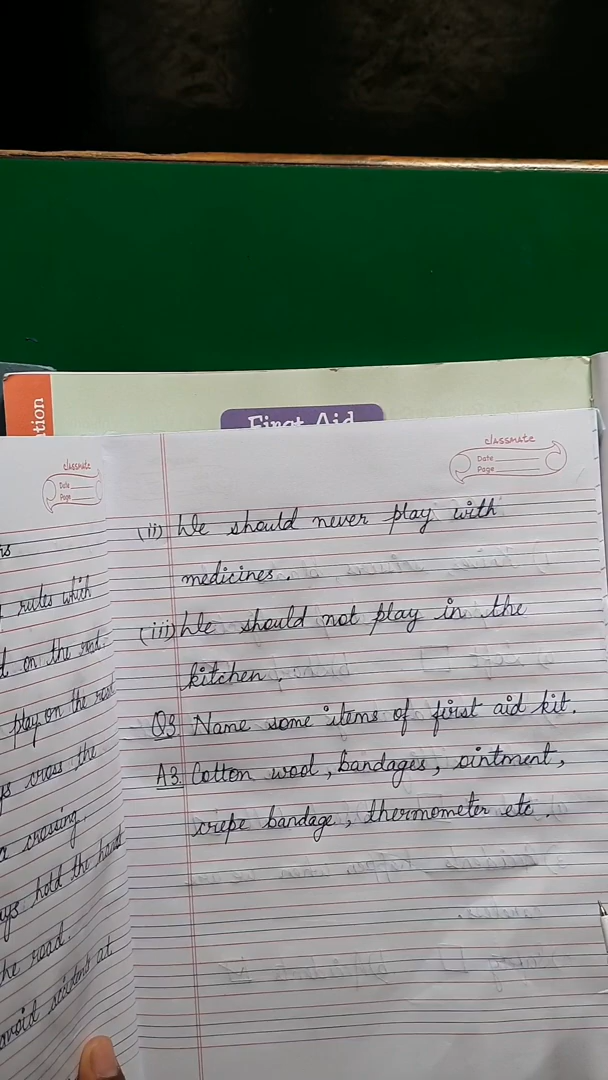 ntion
First Aid
classmate
Date
Page
rules which
on the road.
play on the road
cross the
a crossing.
hold the hand
he road.
avoid accidents at
classmate
Date
Page
(ii) We should never play with
medicines.
(iii) We should not play in the
kitchen
Q3 Name some items of first aid kit.
A3. Cotton wool, bandages, ointment,
crepe bandage, thermometer etc.